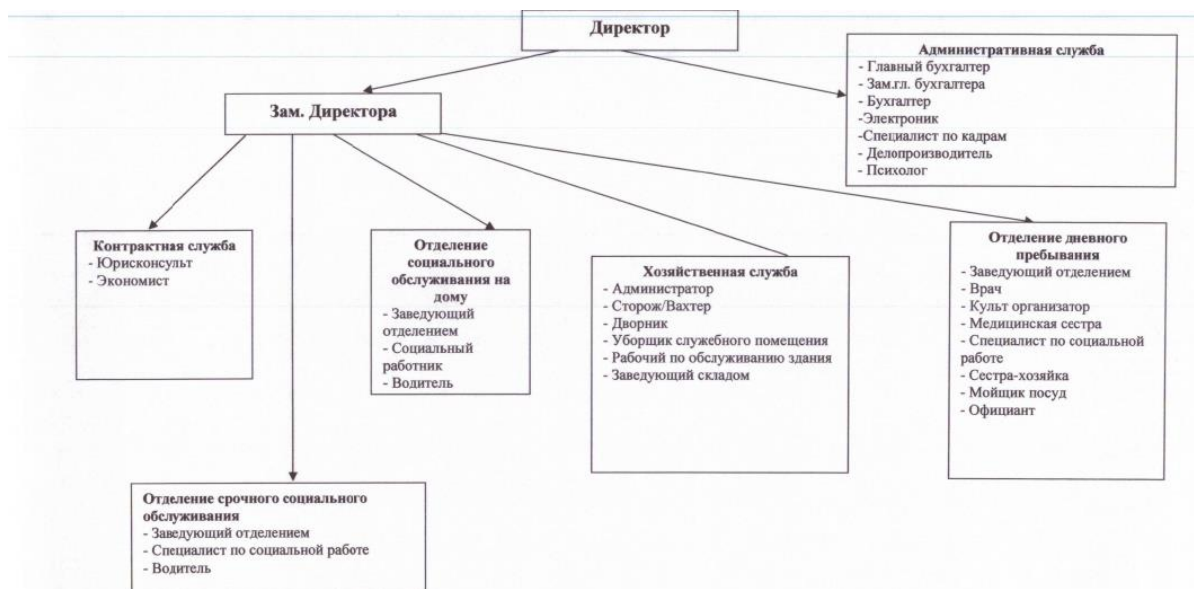 Директор
Административная служба
- Главный бухгалтер
- Зам.гл. бухгалтера
- Бухгалтер
-Электроник
-Специалист по кадрам
- Делопроизводитель
- Психолог
Зам. Директора
Контрактная служба
- Юрисконсульт
- Экономист
Отделение
социального
обслуживания на
дому
- Заведующий
отделением
- Социальный
работник
- Водитель
Хозяйственная служба
- Администратор
- Сторож/Вахтер
- Дворник
- Уборщик служебного помещения
- Рабочий по обслуживанию здания
- Заведующий складом
Отделение дневного
пребывания
- Заведующий отделением
- Врач
- Культ организатор
- Медицинская сестра
- Специалист по социальной
работе
- Сестра-хозяйка
- Мойщик посуд
- Официант
Отделение срочного социального
обслуживания
- Заведующий отделением
- Специалист по социальной работе
- Водитель